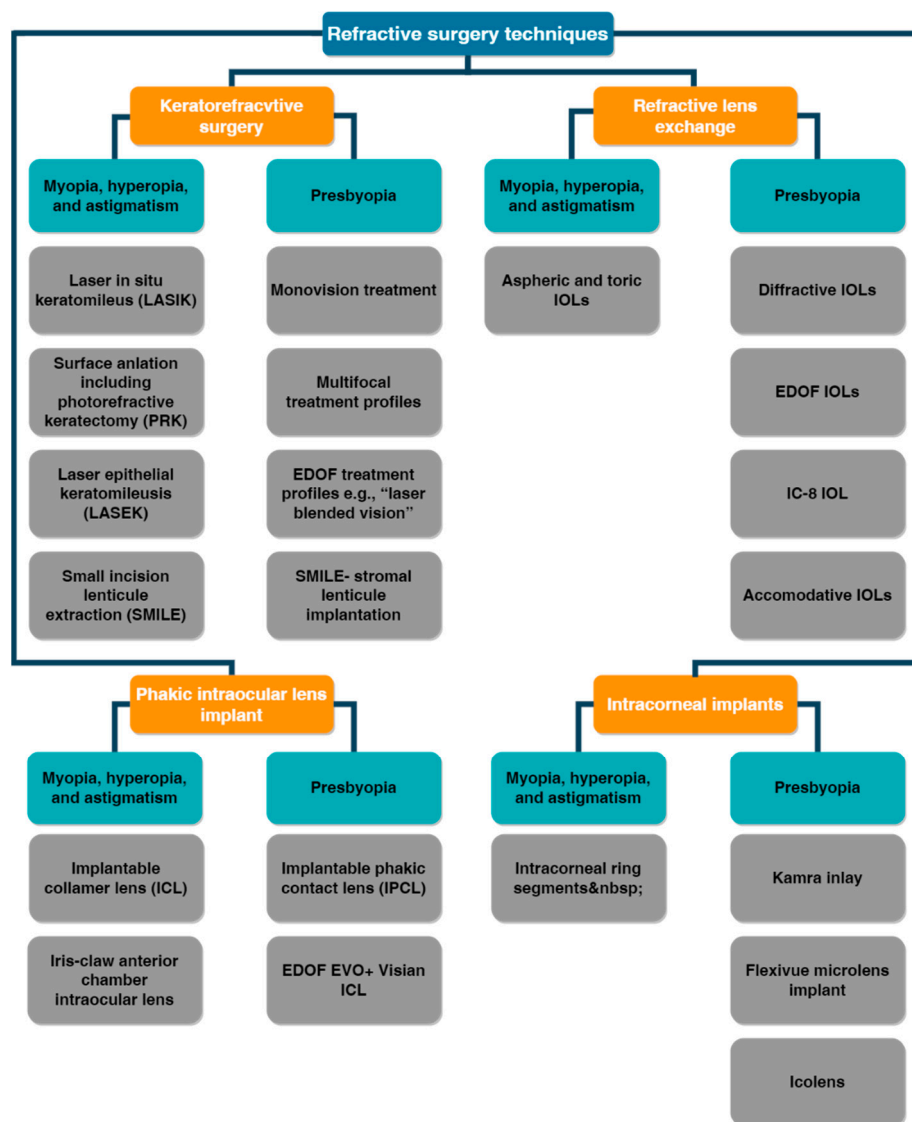 Refractive surgery techniques
Keratorefracvtive
surgery
Refractive lens
exchange
Myopia, hyperopia,
and astigmatism
Presbyopia
Myopia, hyperopia,
and astigmatism
Presbyopia
Laser in situ
keratomileus (LASIK)
Monovision treatment
Aspheric and toric
IOLs
Diffractive IOLs
Surface anlation
including
photorefractive
keratectomy (PRK)
Multifocal
treatment profiles
EDOF IOLs
Laser epithelial
keratomileusis
(LASEK)
EDOF treatment
profiles e.g., “laser
blended vision”
IC-8 IOL
Small incision
lenticule
extraction (SMILE)
SMILE- stromal
lenticule
implantation
Accomodative IOLs
Phakic intraocular lens
implant
Intracorneal implants
Myopia, hyperopia,
and astigmatism
Presbyopia
Myopia, hyperopia,
and astigmatism
Presbyopia
Implantable
collamer lens (ICL)
Implantable phakic
contact lens (IPCL)
Intracorneal ring
segments&nbsp;
Kamra inlay
Iris-claw anterior
chamber
intraocular lens
EDOF EVO+ Visian
ICL
Flexivue microlens
implant
Icolens